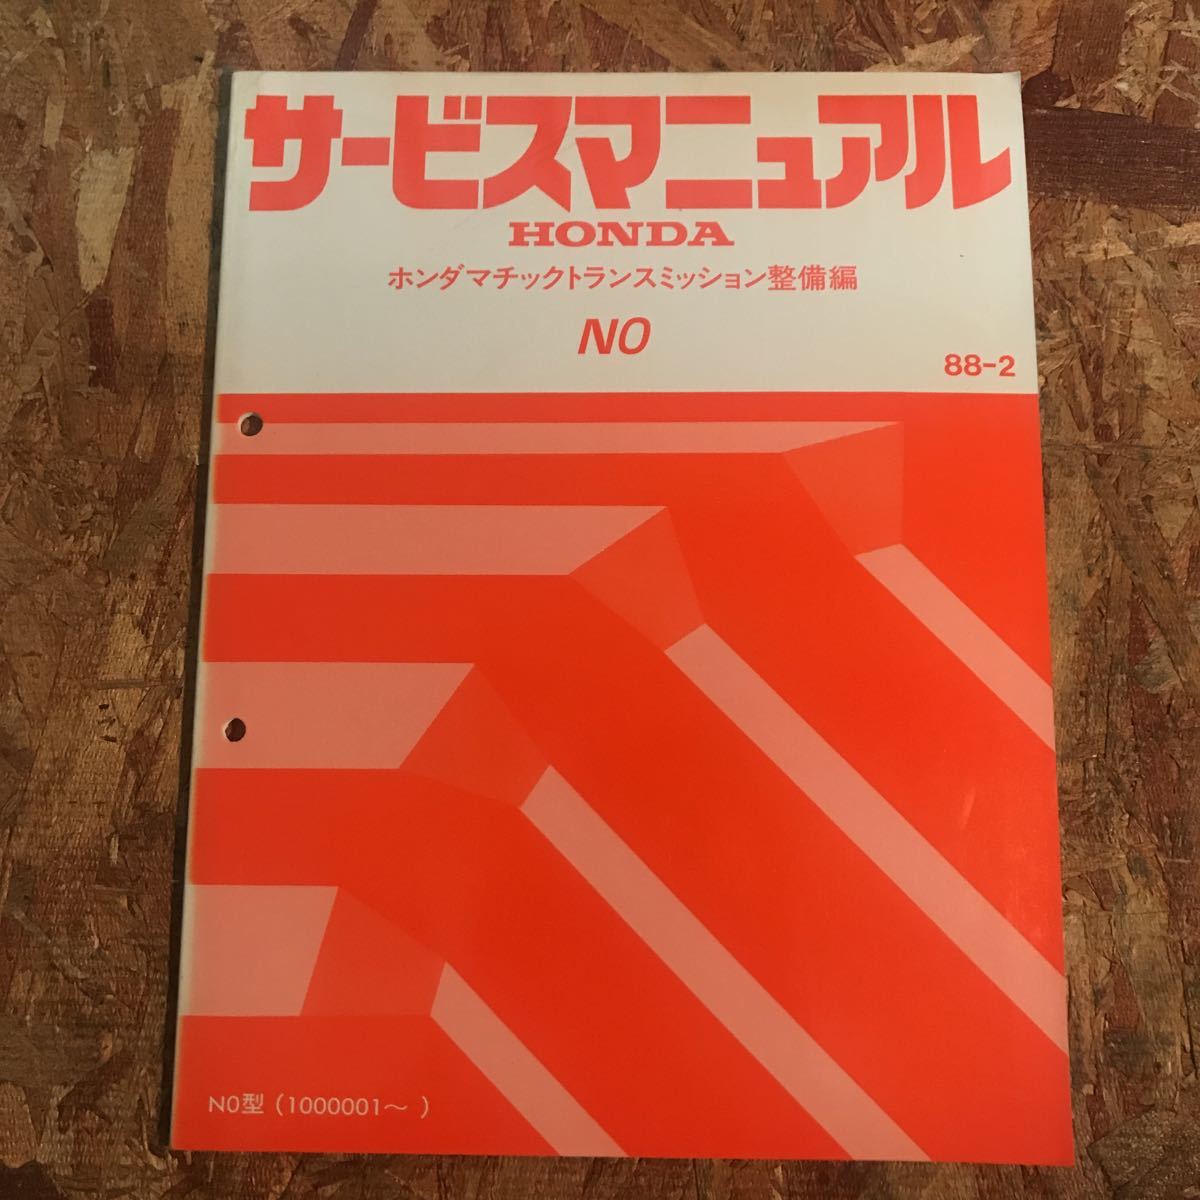 サービスマニュアル
HONDA
ホンダマチックトランスミッション整備編
NO
88-2
NO型 (1000001～ )